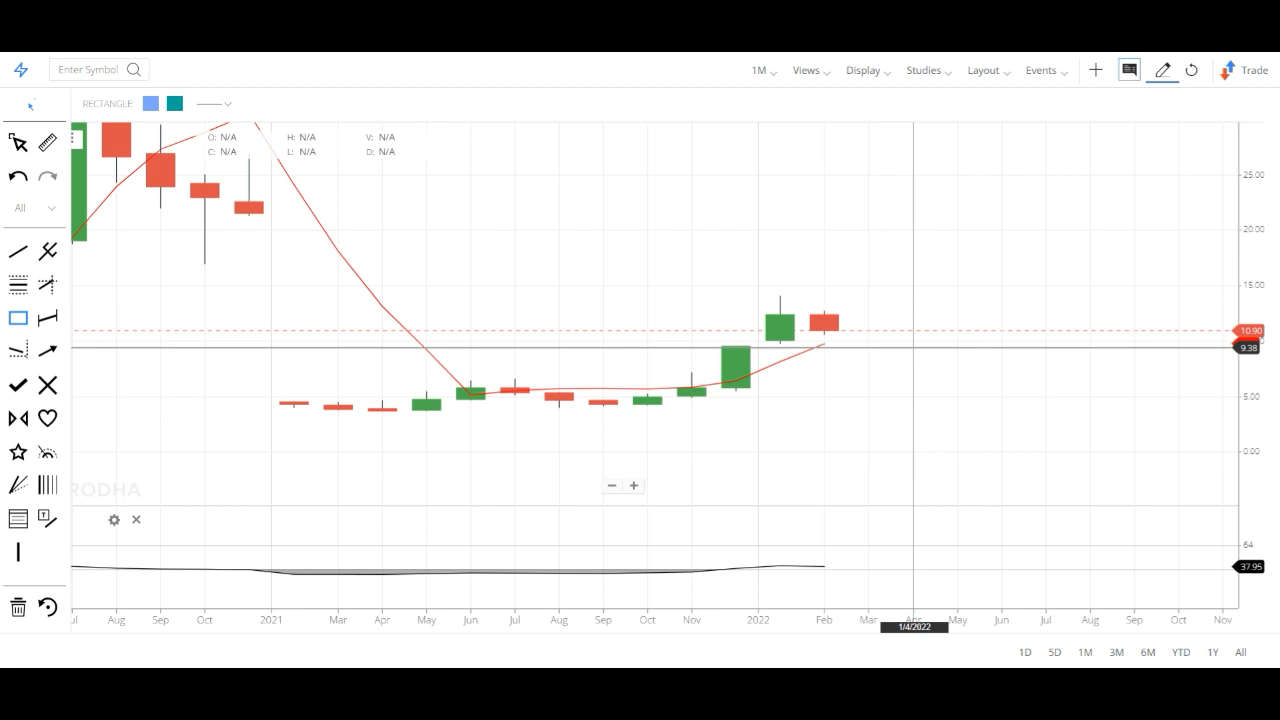 Enter Symbol 1M Views Display Studies Layout Events Trade
RECTANGLE:
O: N/A H: N/A V: N/A
C: N/A L: N/A D: N/A
All
25.00
20.00
15.00
10.90
9.38
5.00
0.00
RODHA
64
37.95
Aug Sep Oct 2021 Mar Apr May Jun Jul Aug Sep Oct Nov 2022 Feb Mar Apr May Jun Jul Aug Sep Oct Nov
1/4/2022
1D 5D 1M 3M 6M YTD 1Y All